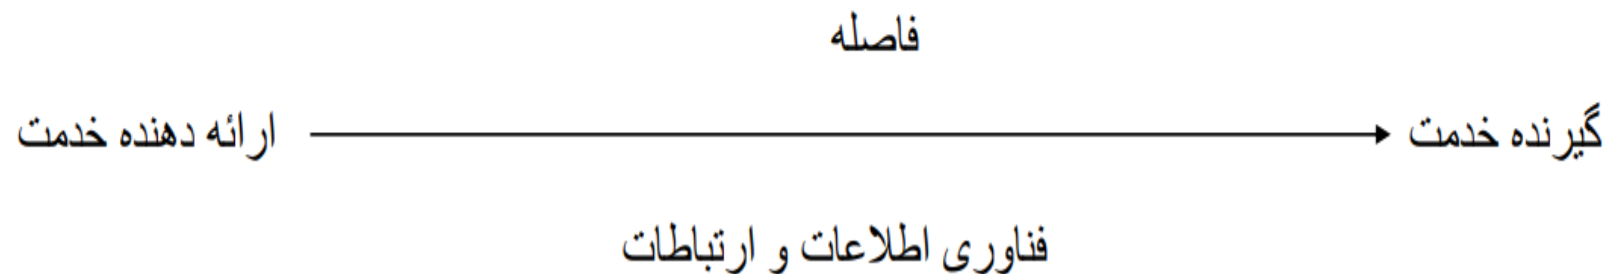 فاصله
گیرنده خدمت
ارائه دهنده خدمت
فناوری اطلاعات و ارتباطات